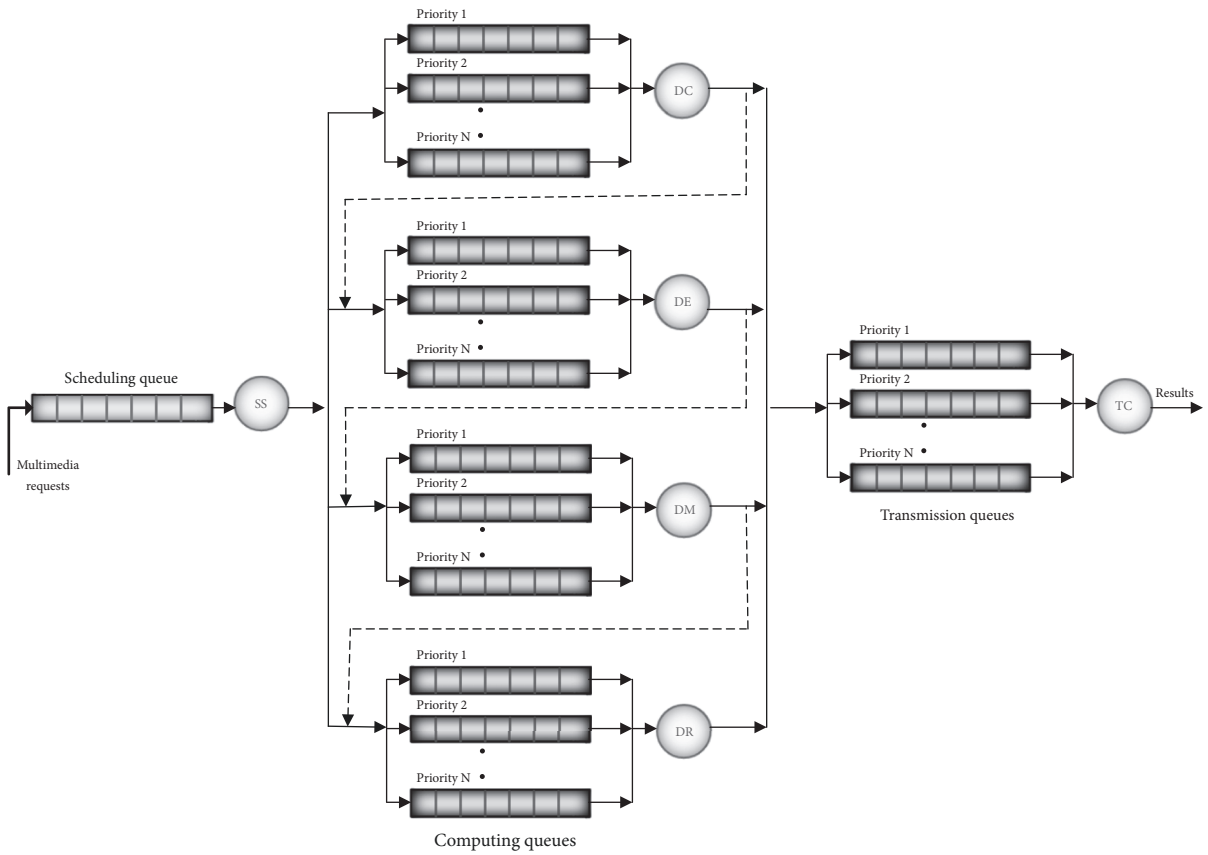 Scheduling queue
SS
Multimedia
requests
Priority 1
Priority 2
Priority N
DC
Priority 1
Priority 2
Priority N
DE
Priority 1
Priority 2
Priority N
DM
Priority 1
Priority 2
Priority N
DR
Computing queues
Priority 1
Priority 2
Priority N
TC
Results
Transmission queues